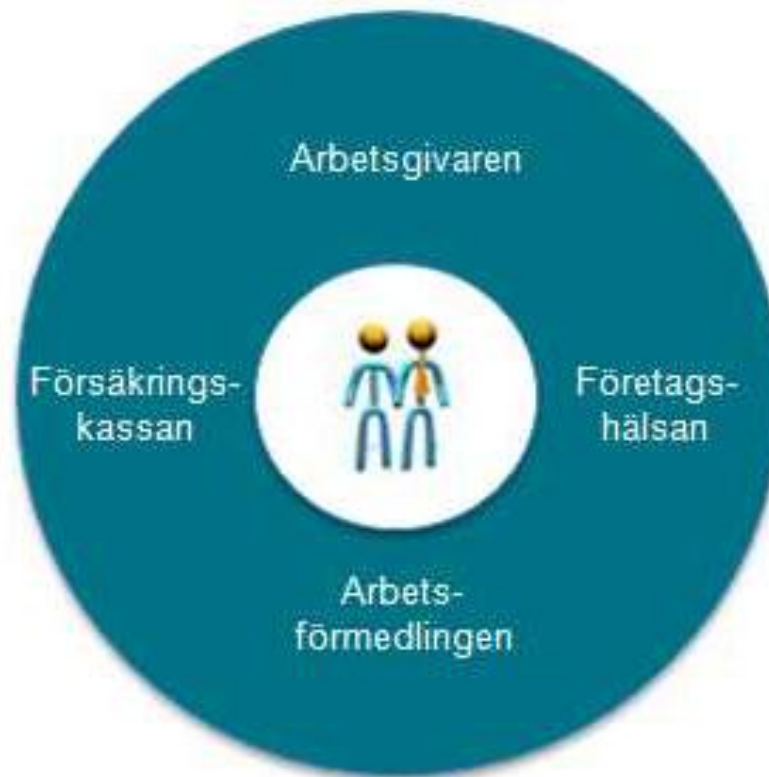 Arbetsgivaren
Försäkrings-
kassan
Företags-
hälsan
Arbets-
förmedlingen